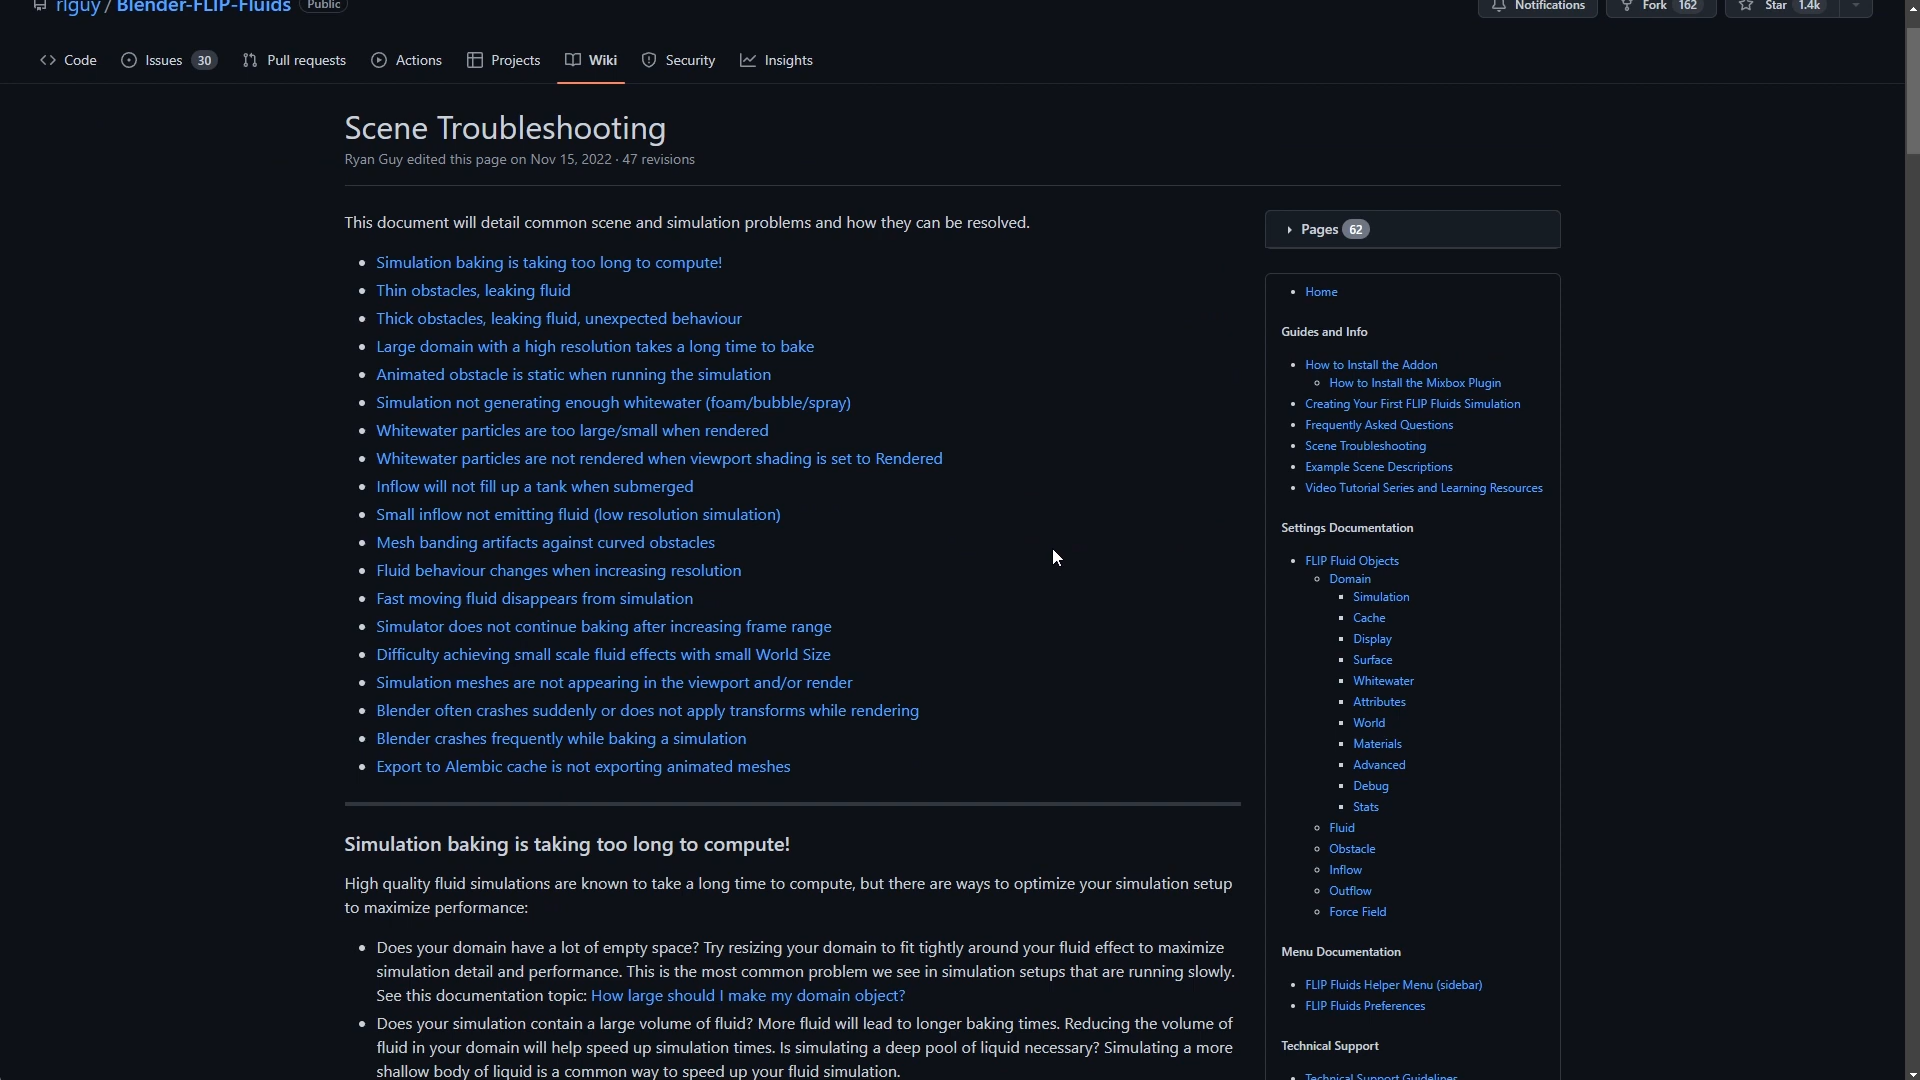 rlguy / Blender-FLIP-Fluids Public
Notifications Fork 162 Star 1.4k
Code Issues 30 Pull requests Actions Projects Wiki Security Insights
Scene Troubleshooting
Ryan Guy edited this page on Nov 15, 2022 · 47 revisions
This document will detail common scene and simulation problems and how they can be resolved.
Simulation baking is taking too long to compute!
Thin obstacles, leaking fluid
Thick obstacles, leaking fluid, unexpected behaviour
Large domain with a high resolution takes a long time to bake
Animated obstacle is static when running the simulation
Simulation not generating enough whitewater (foam/bubble/spray)
Whitewater particles are too large/small when rendered
Whitewater particles are not rendered when viewport shading is set to Rendered
Inflow will not fill up a tank when submerged
Small inflow not emitting fluid (low resolution simulation)
Mesh banding artifacts against curved obstacles
Fluid behaviour changes when increasing resolution
Fast moving fluid disappears from simulation
Simulator does not continue baking after increasing frame range
Difficulty achieving small scale fluid effects with small World Size
Simulation meshes are not appearing in the viewport and/or render
Blender often crashes suddenly or does not apply transforms while rendering
Blender crashes frequently while baking a simulation
Export to Alembic cache is not exporting animated meshes
Simulation baking is taking too long to compute!
High quality fluid simulations are known to take a long time to compute, but there are ways to optimize your simulation setup
to maximize performance:
Does your domain have a lot of empty space? Try resizing your domain to fit tightly around your fluid effect to maximize
simulation detail and performance. This is the most common problem we see in simulation setups that are running slowly.
See this documentation topic: How large should I make my domain object?
Does your simulation contain a large volume of fluid? More fluid will lead to longer baking times. Reducing the volume of
fluid in your domain will help speed up simulation times. Is simulating a deep pool of liquid necessary? Simulating a more
shallow body of liquid is a common way to speed up your fluid simulation.
Pages 62
Home
Guides and Info
How to Install the Addon
How to Install the Mixbox Plugin
Creating Your First FLIP Fluids Simulation
Frequently Asked Questions
Scene Troubleshooting
Example Scene Descriptions
Video Tutorial Series and Learning Resources
Settings Documentation
FLIP Fluid Objects
Domain
Simulation
Cache
Display
Surface
Whitewater
Attributes
World
Materials
Advanced
Debug
Stats
Fluid
Obstacle
Inflow
Outflow
Force Field
Menu Documentation
FLIP Fluids Helper Menu (sidebar)
FLIP Fluids Preferences
Technical Support
Technical Support Guidelines